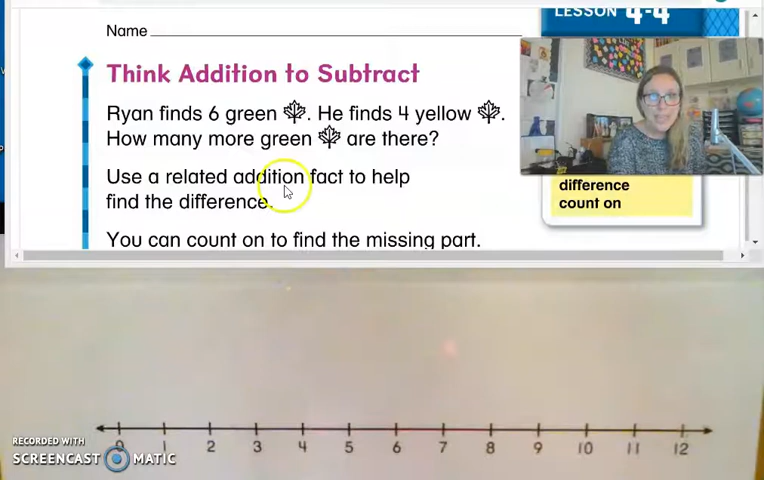 LESSON 4-4
Name
Think Addition to Subtract
Ryan finds 6 green. He finds 4 yellow.
How many more green are there?
Use a related addition fact to help
find the difference.
You can count on to find the missing part.
difference
count on
0 1 2 3 4 5 6 7 8 9 10 11 12
RECORDED WITH
SCREENCAST MATIC